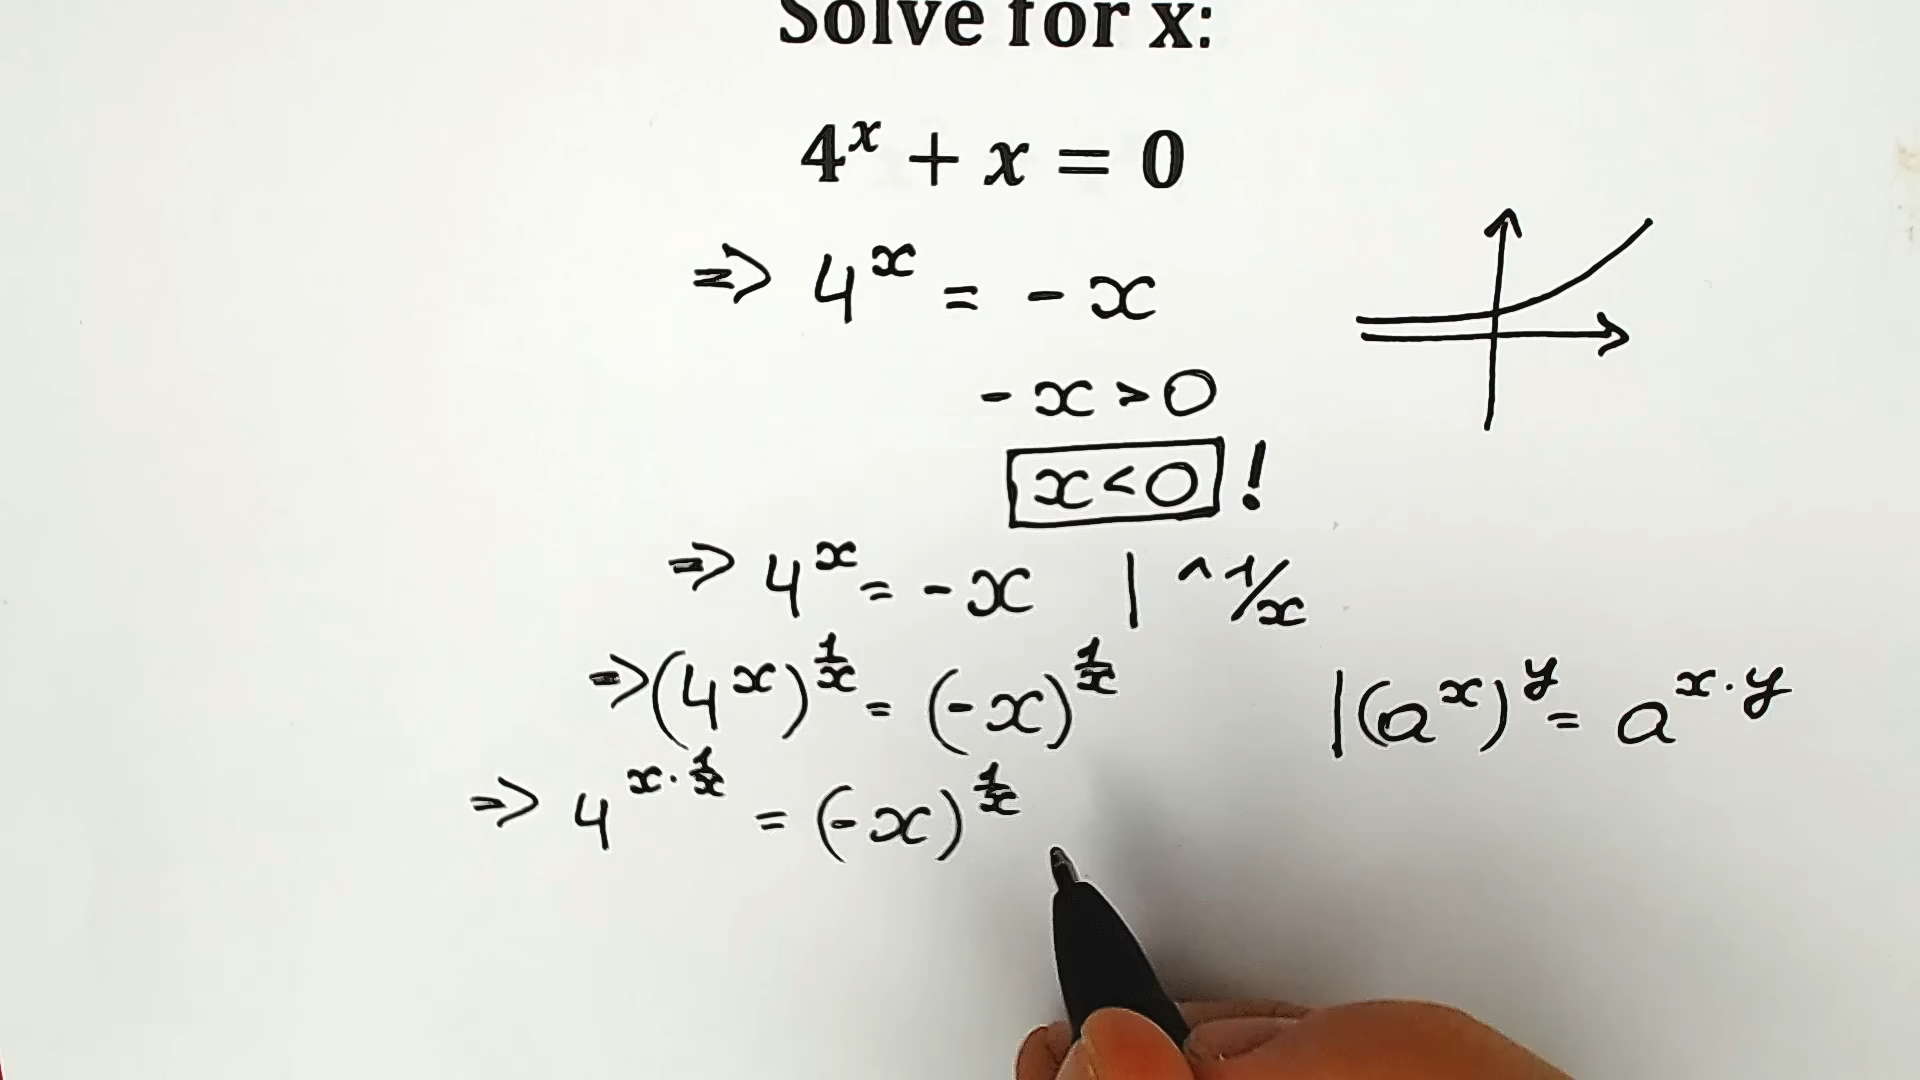 Solve for x:
4^x + x = 0
=> 4^x = - x
- x > 0
x < 0 !
=> 4^x = - x | ^ 1/x
=> (4^x)^(1/x) = (-x)^(1/x) | (a^x)^y = a^(x·y)
=> 4^(x·1/x) = (-x)^(1/x)